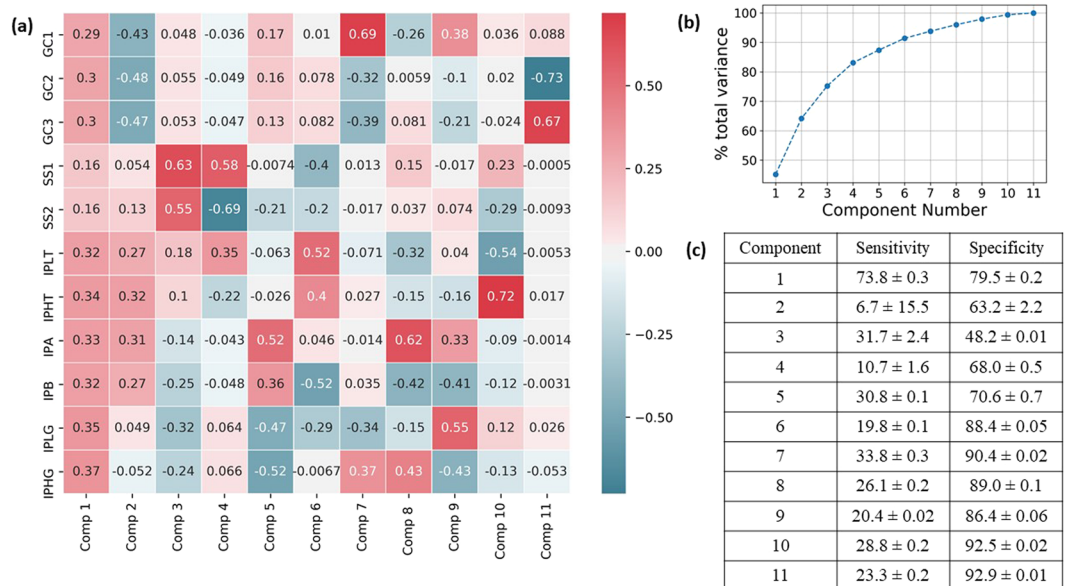 (a)
GC1 0.29 -0.43 0.048 -0.036 0.17 0.01 0.69 -0.26 0.38 0.036 0.088
GC2 0.3 -0.48 0.055 -0.049 0.16 0.078 -0.32 0.0059 -0.1 0.02 -0.73
GC3 0.3 -0.47 0.053 -0.047 0.13 0.082 -0.39 0.081 -0.21 -0.024 0.67
SS1 0.16 0.054 0.63 0.58 -0.0074 -0.4 0.013 0.15 -0.017 0.23 -0.0005
SS2 0.16 0.13 0.55 -0.69 -0.21 -0.2 -0.017 0.037 0.074 -0.29 -0.0093
IPLT 0.32 0.27 0.18 0.35 -0.063 0.52 -0.071 -0.32 0.04 -0.54 -0.0053
IPHT 0.34 0.32 0.1 -0.22 -0.026 0.4 0.027 -0.15 -0.16 0.72 0.017
IPA 0.33 0.31 -0.14 -0.043 0.52 0.046 -0.014 0.62 0.33 -0.09 -0.0014
IPB 0.32 0.27 -0.25 -0.048 0.36 -0.52 0.035 -0.42 -0.41 -0.12 -0.0031
IPLG 0.35 0.049 -0.32 0.064 -0.47 -0.29 -0.34 -0.15 0.55 0.12 0.026
IPHG 0.37 -0.052 -0.24 0.066 -0.52 -0.0067 0.37 0.43 -0.43 -0.13 -0.053
Comp 1 Comp 2 Comp 3 Comp 4 Comp 5 Comp 6 Comp 7 Comp 8 Comp 9 Comp 10 Comp 11
0.50
0.25
0.00
-0.25
-0.50
(b)
% total variance
100
90
80
70
60
50
1 2 3 4 5 6 7 8 9 10 11
Component Number
(c)
Component Sensitivity Specificity
1 73.8 ± 0.3 79.5 ± 0.2
2 6.7 ± 15.5 63.2 ± 2.2
3 31.7 ± 2.4 48.2 ± 0.01
4 10.7 ± 1.6 68.0 ± 0.5
5 30.8 ± 0.1 70.6 ± 0.7
6 19.8 ± 0.1 88.4 ± 0.05
7 33.8 ± 0.3 90.4 ± 0.02
8 26.1 ± 0.2 89.0 ± 0.1
9 20.4 ± 0.02 86.4 ± 0.06
10 28.8 ± 0.2 92.5 ± 0.02
11 23.3 ± 0.2 92.9 ± 0.01